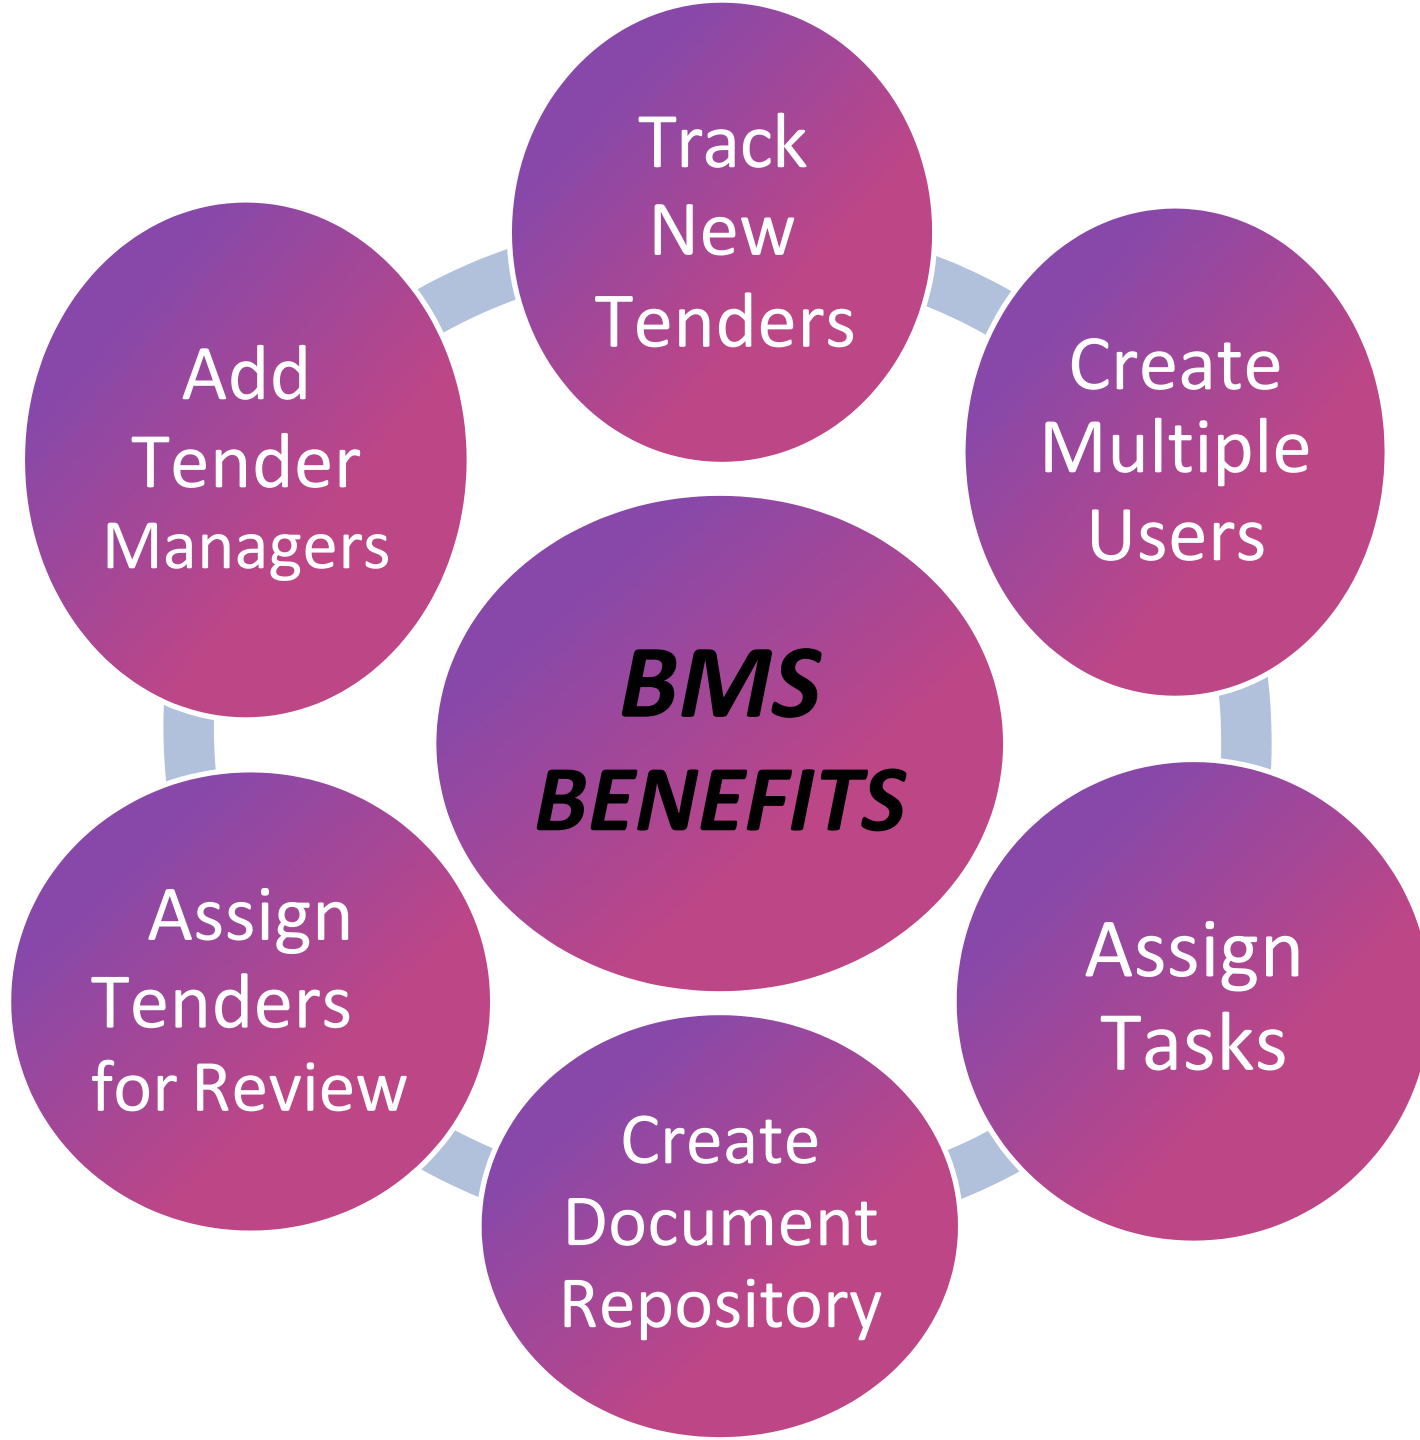 Track
New
Tenders
Create
Multiple
Users
Assign
Tasks
Create
Document
Repository
Assign
Tenders
for Review
Add
Tender
Managers
BMS
BENEFITS